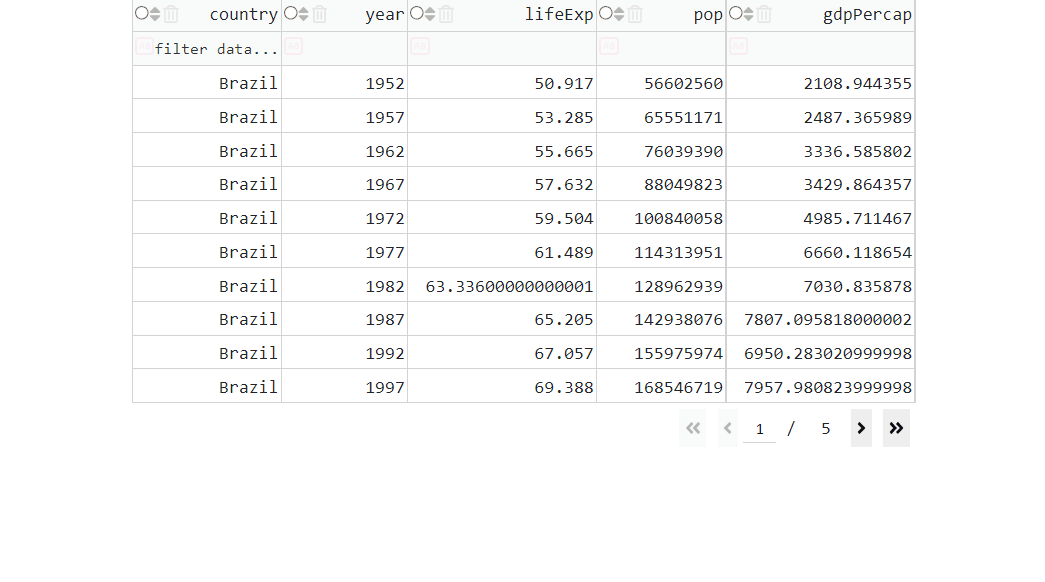 country year lifeExp pop gdpPercap
filter data...
Brazil 1952 50.917 56602560 2108.944355
Brazil 1957 53.285 65551171 2487.365989
Brazil 1962 55.665 76039390 3336.585802
Brazil 1967 57.632 88049823 3429.864357
Brazil 1972 59.504 100840058 4985.711467
Brazil 1977 61.489 114313951 6660.118654
Brazil 1982 63.33600000000001 128962939 7030.835878
Brazil 1987 65.205 142938076 7807.095818000002
Brazil 1992 67.057 155975974 6950.283020999998
Brazil 1997 69.388 168546719 7957.980823999998
1 / 5